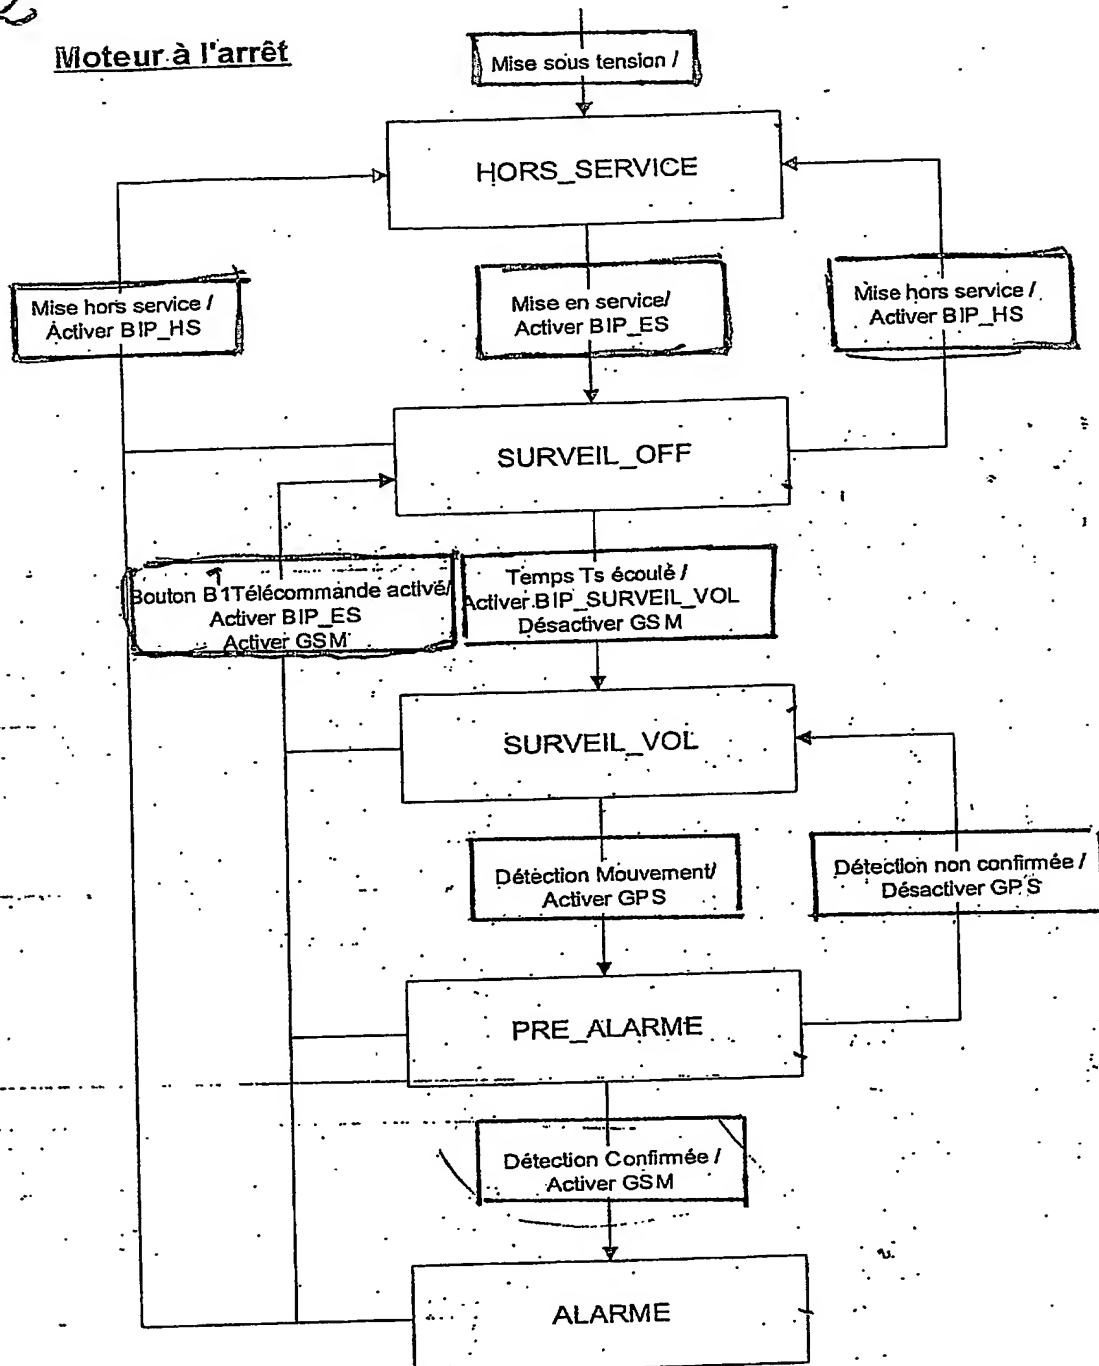 Moteur à l'arrêt
Mise sous tension /
HORS_SERVICE
Mise hors service /
Activer BIP_HS
Mise en service/
Activer BIP_ES
Mise hors service /
Activer BIP_HS
SURVEIL_OFF
Bouton B1Télécommande activé/
Activer BIP_ES
Activer GSM
Temps Ts écoulé /
Activer BIP_SURVEIL_VOL
Désactiver GSM
SURVEIL_VOL
Détection Mouvement/
Activer GPS
Détection non confirmée /
Désactiver GPS
PRE_ALARME
Détection Confirmée /
Activer GSM
ALARME